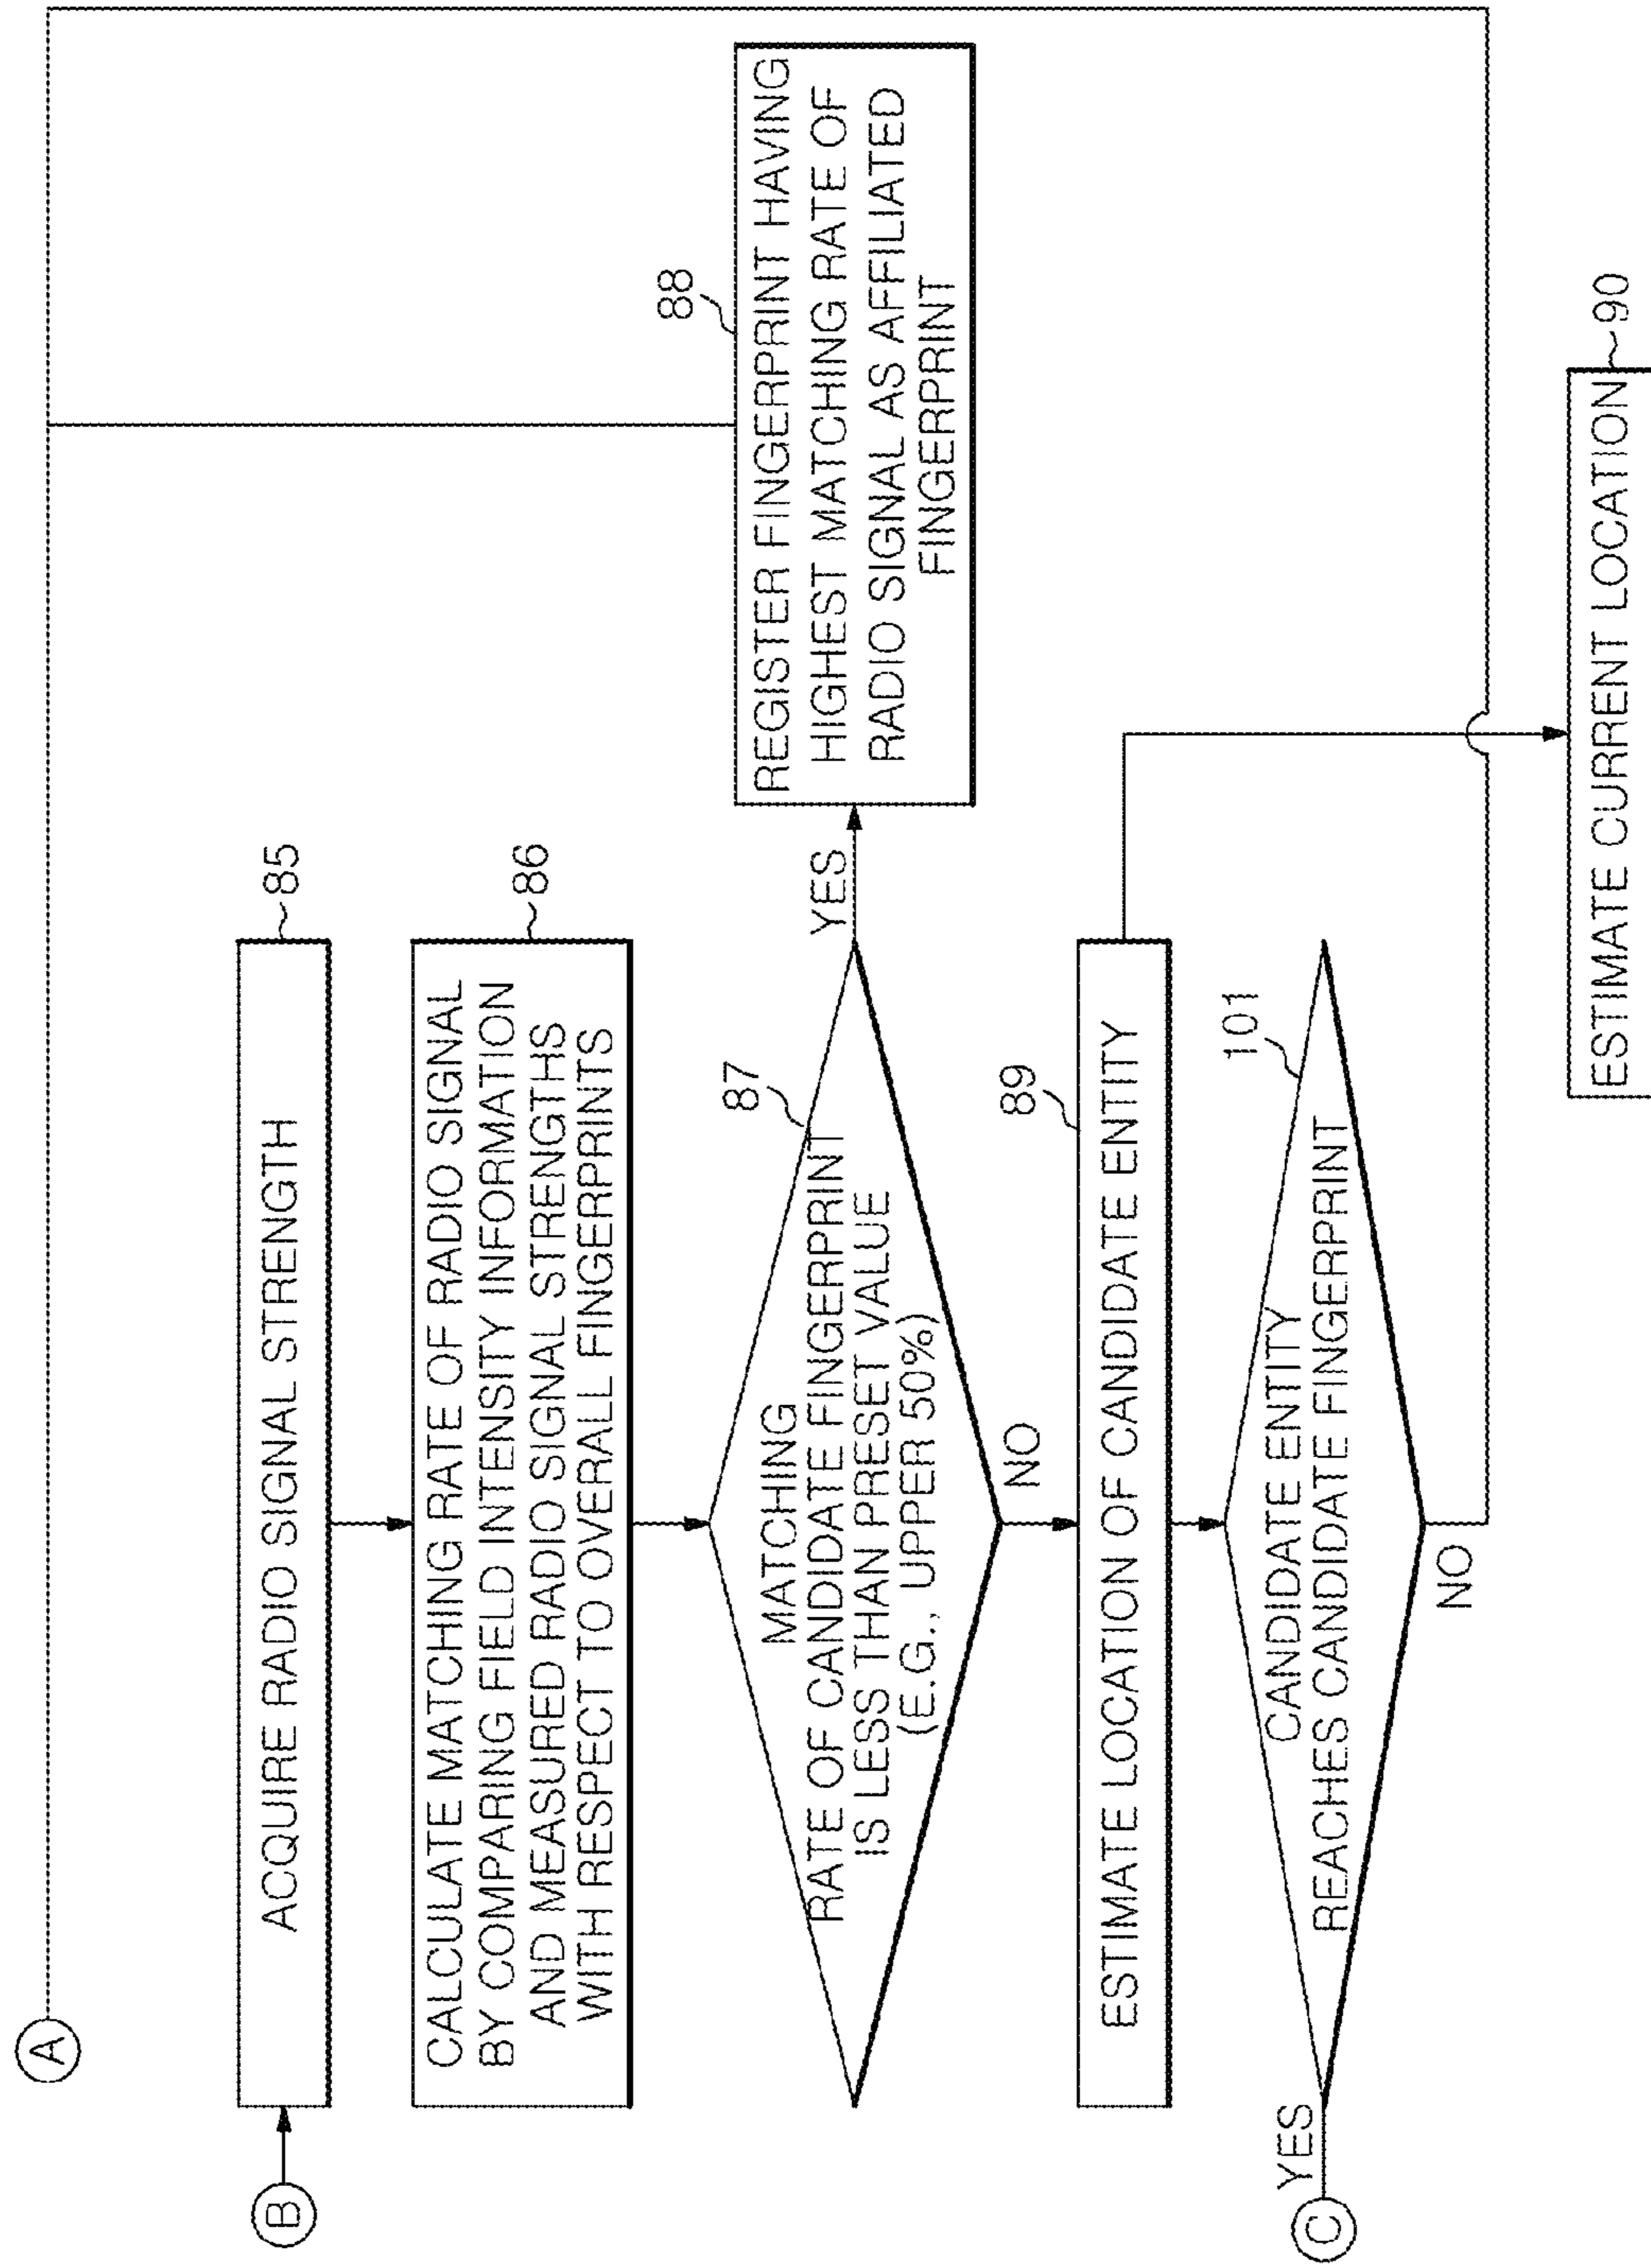 A
B
ACQUIRE RADIO SIGNAL STRENGTH
85
CALCULATE MATCHING RATE OF RADIO SIGNAL
BY COMPARING FIELD INTENSITY INFORMATION
AND MEASURED RADIO SIGNAL STRENGTHS
WITH RESPECT TO OVERALL FINGERPRINTS
86
MATCHING
RATE OF CANDIDATE FINGERPRINT
IS LESS THAN PRESET VALUE
(E.G., UPPER 50%)
87
YES
REGISTER FINGERPRINT HAVING
HIGHEST MATCHING RATE OF
RADIO SIGNAL AS AFFILIATED
FINGERPRINT
88
NO
ESTIMATE LOCATION OF CANDIDATE ENTITY
89
CANDIDATE ENTITY
REACHES CANDIDATE FINGERPRINT
101
YES
C
NO
ESTIMATE CURRENT LOCATION
90